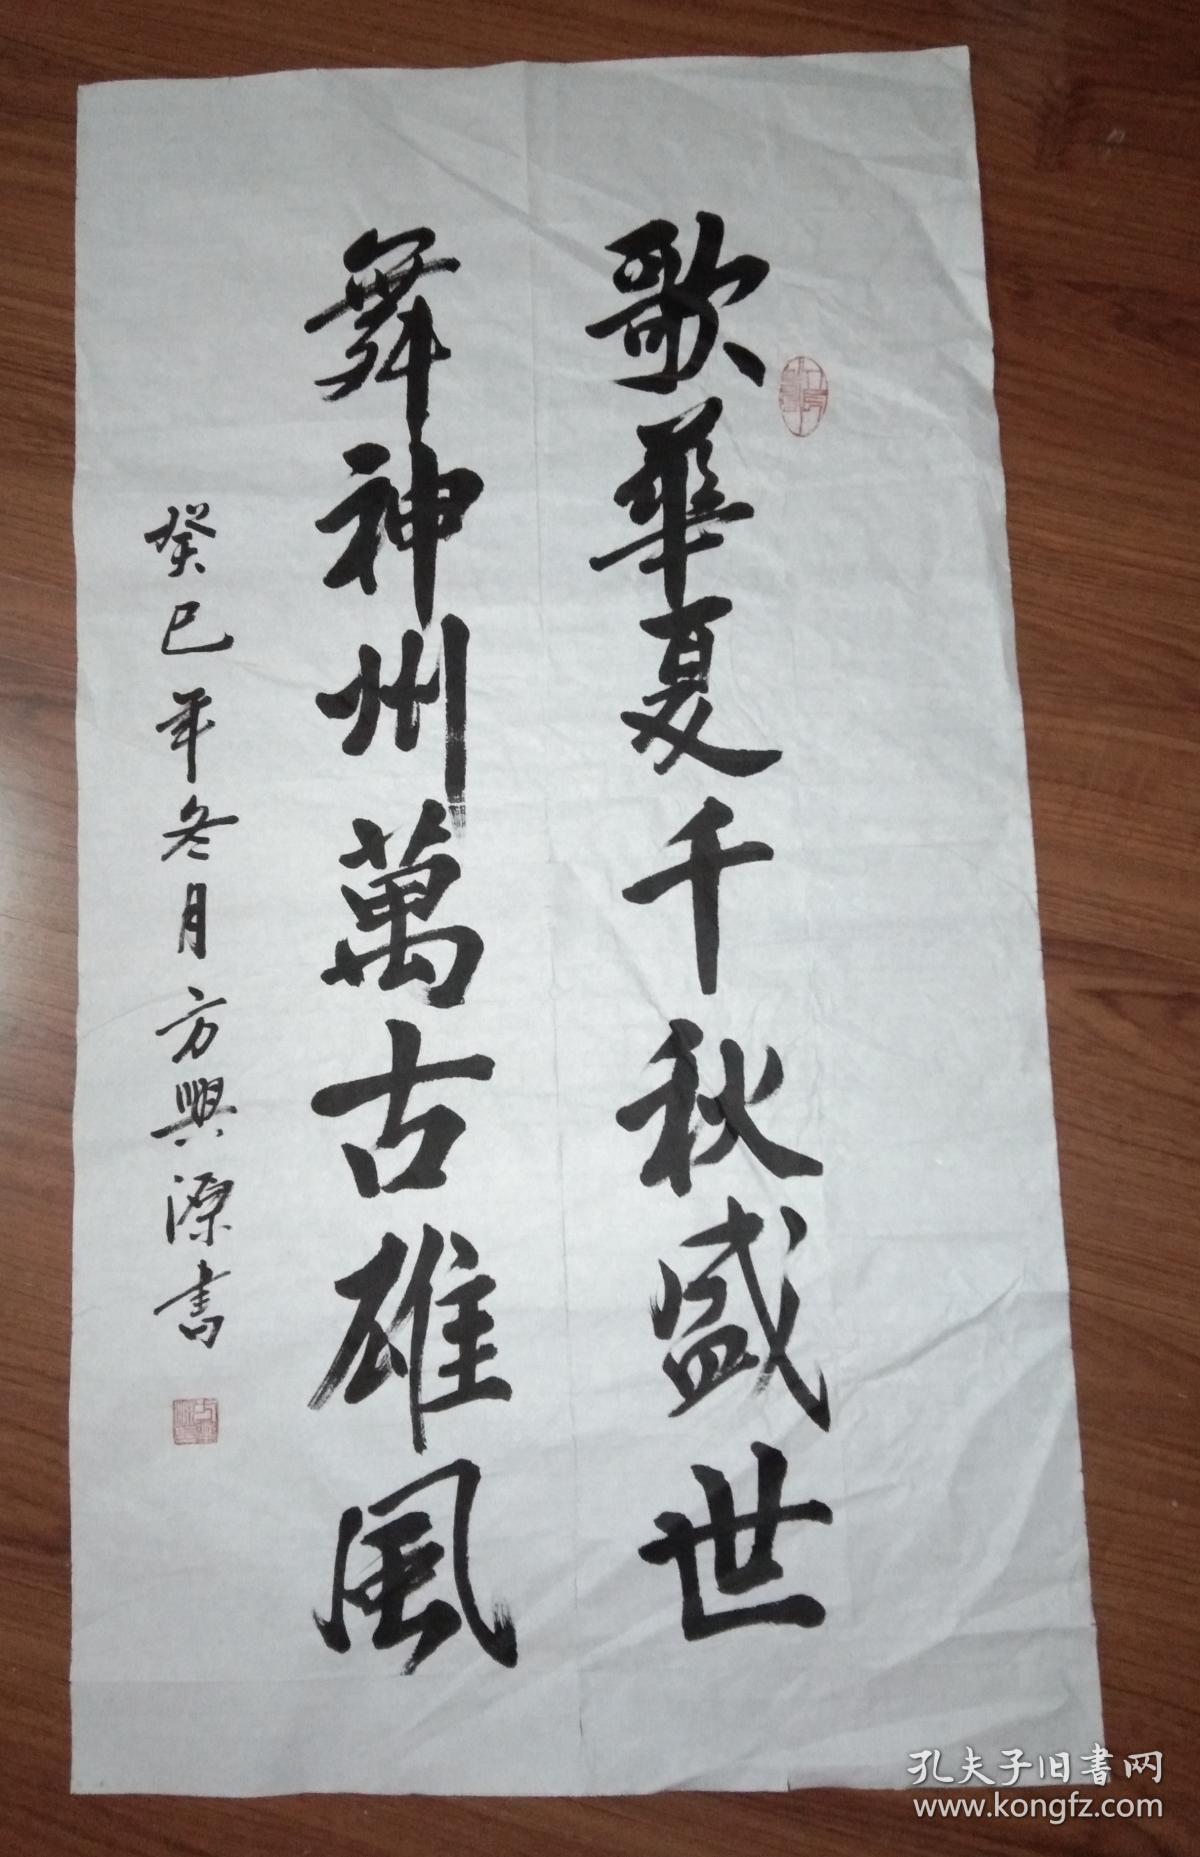 歌華夏千秋盛世
舞神州萬古雄風
癸巳年冬月方興源書
孔夫子旧書网
www.kongfz.com